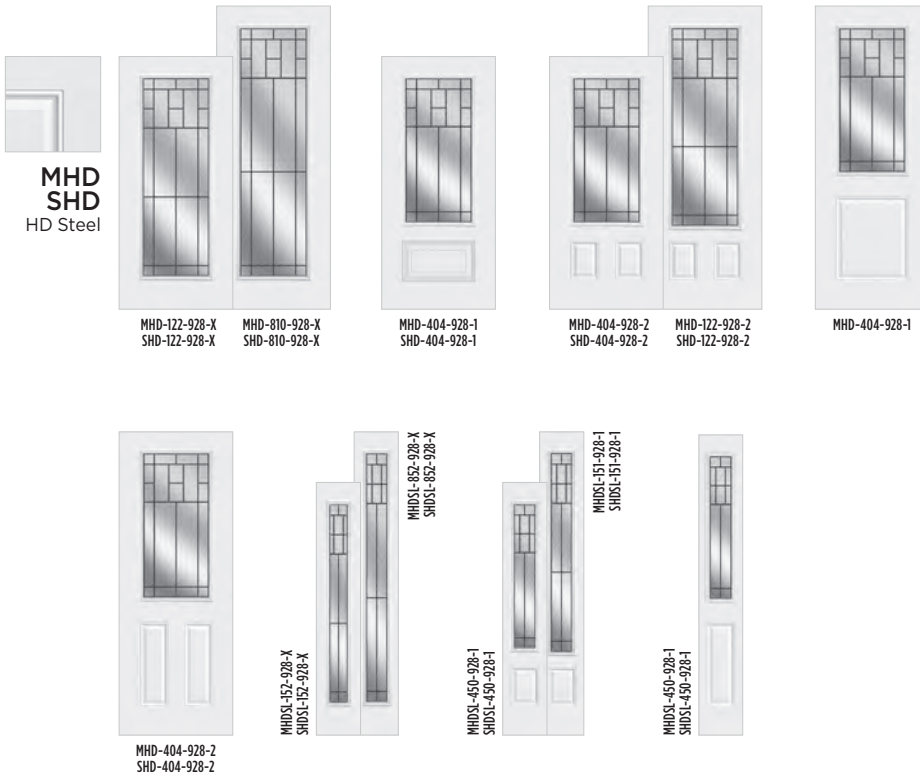 MHD
SHD
HD Steel
MHD-122-928-X
SHD-122-928-X
MHD-810-928-X
SHD-810-928-X
MHD-404-928-1
SHD-404-928-1
MHD-404-928-2
SHD-404-928-2
MHD-122-928-2
SHD-122-928-2
MHD-404-928-1
MHD-404-928-2
SHD-404-928-2
MHDSL-152-928-X
SHDSL-152-928-X
MHDSL-852-928-X
SHDSL-852-928-X
MHDSL-450-928-1
SHDSL-450-928-1
MHDSL-151-928-1
SHDSL-151-928-1
MHDSL-450-928-1
SHDSL-450-928-1